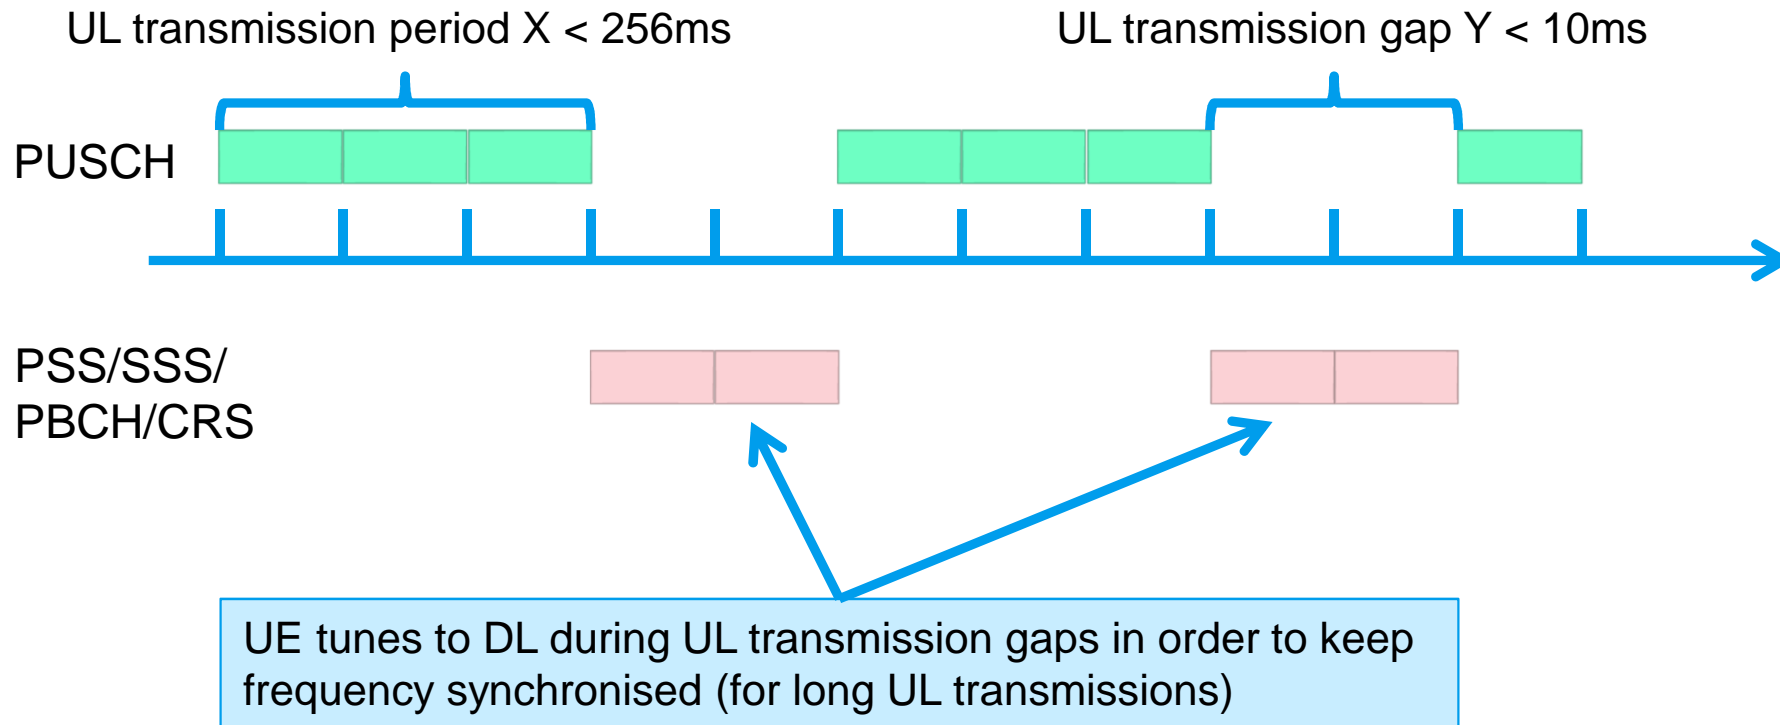 UL transmission period X < 256ms
UL transmission gap Y < 10ms
PUSCH
PSS/SSS/
PBCH/CRS
UE tunes to DL during UL transmission gaps in order to keep
frequency synchronised (for long UL transmissions)